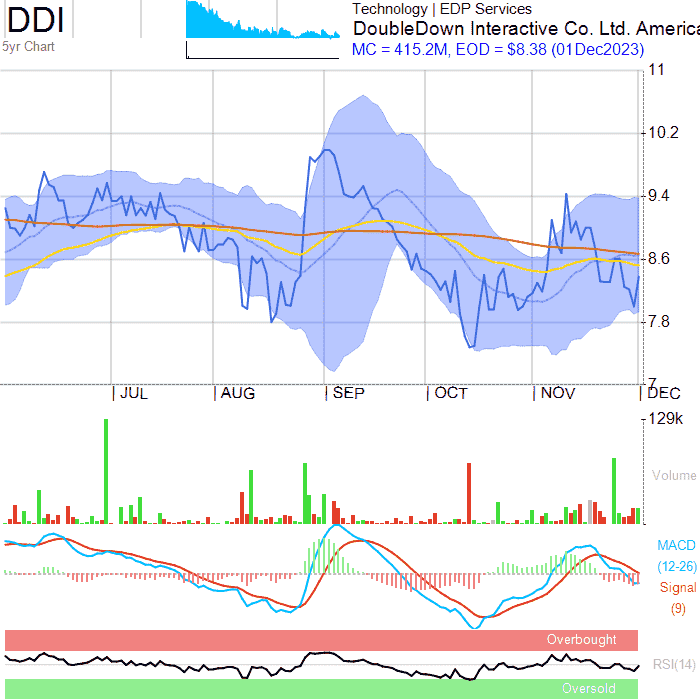 DDI
5yr Chart
Technology | EDP Services
DoubleDown Interactive Co. Ltd. America
MC = 415.2M, EOD = $8.38 (01Dec2023)
11
10.2
9.4
8.6
7.8
7
JUL
AUG
SEP
OCT
NOV
DEC
129k
Volume
MACD
(12-26)
Signal
(9)
Overbought
RSI(14)
Oversold